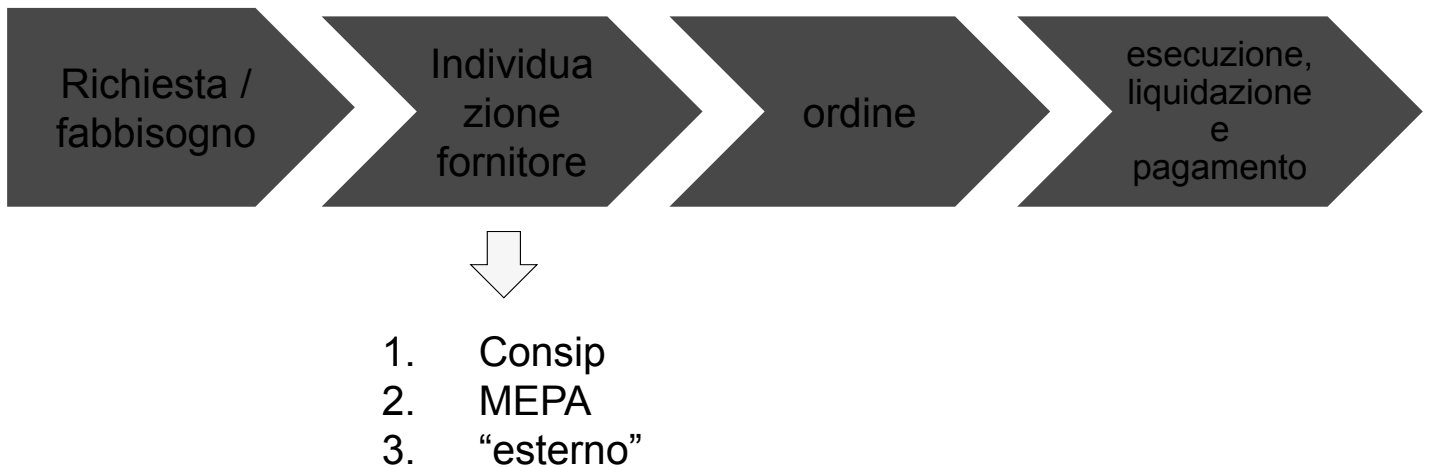 Richiesta /
fabbisogno
Individua
zione
fornitore
ordine
esecuzione,
liquidazione
e
pagamento
1. Consip
2. MEPA
3. “esterno”